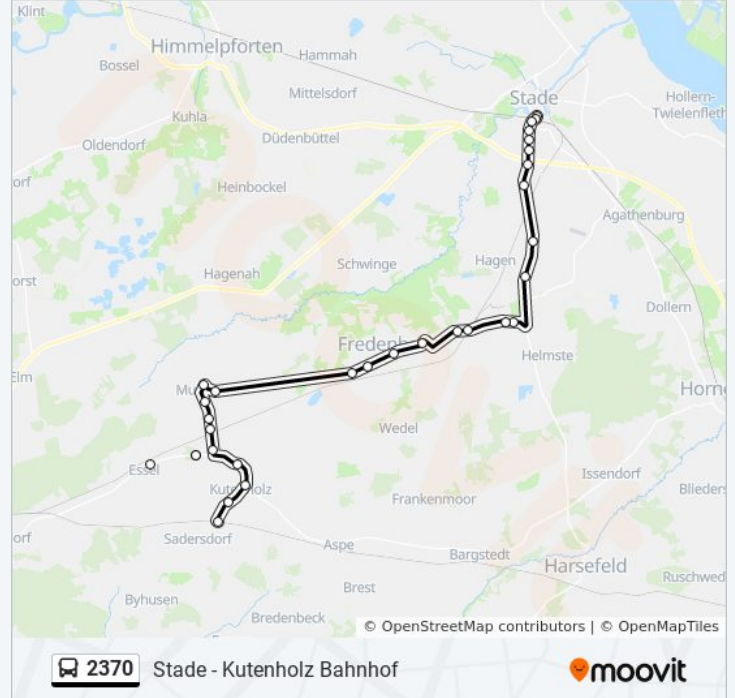 Klint
Himmelpforten
Hammah
Bossel
Mittelsdorf
Stade
Hollern-
Twielenfleth
Kuhla
Düdenbüttel
Oldendorf
orf
Heinbockel
Agathenburg
Hagen
Schwinge
Hagenah
orst
Dollern
Fredenb
Helmste
Elm
Mu
Horne
Wedel
Essel
Issendorf
Kutenholz
Frankenmoor
Blieders
orf
Sadersdorf
Aspe
Bargstedt
Harsefeld
Ruschwed
Brest
Byhusen
Bredenbeck
© OpenStreetMap contributors | © OpenMapTiles
2370 Stade - Kutenholz Bahnhof
moovit